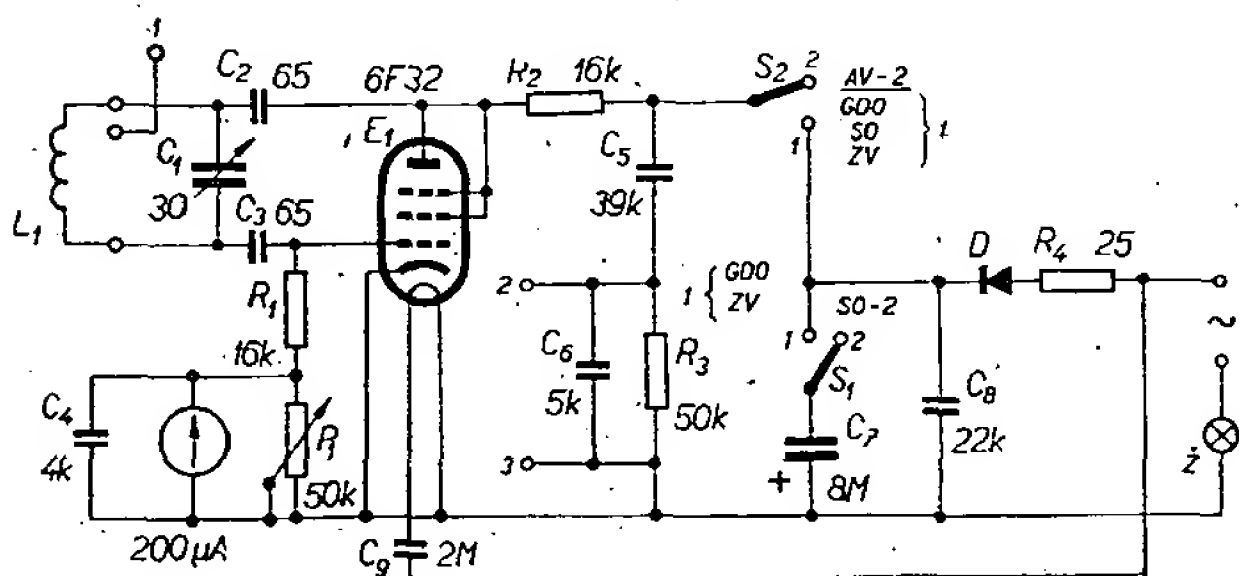 1
C2 65
6F32
R2 16k
S2
2
AV-2
GDO
SO
ZV
} 1
1
E1
C1
30
L1
C3 65
C5
39k
R1
16k
2
1 { GDO
ZV
D R4 25
~
SO-2
1 2
S1
C6
5k
R3
50k
C7
+ 8M
C8
22k
ž
C4
4k
P1
50k
3
200 µA
C9 2M